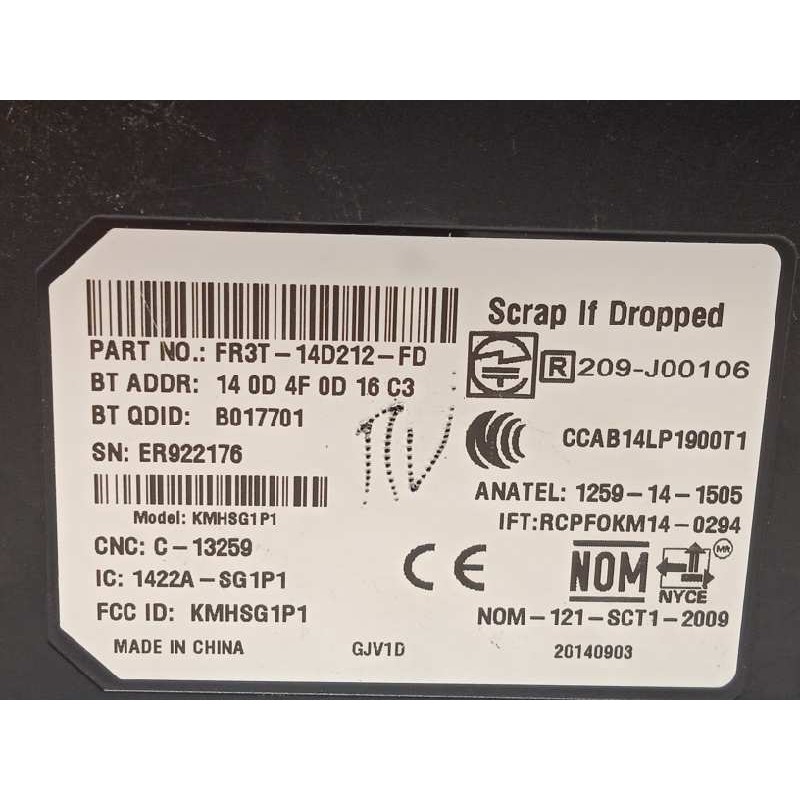 PART NO.: FR3T-14D212-FD
BT ADDR: 14 0D 4F 0D 16 C3
BT QDID: B017701
SN: ER922176
Model: KMHSG1P1
CNC: C-13259
IC: 1422A-SG1P1
FCC ID: KMHSG1P1
MADE IN CHINA
GJV1D
Scrap If Dropped
R 209-J00106
CCAB14LP1900T1
ANATEL: 1259-14-1505
IFT:RCPFOKM14-0294
CE
NOM
NYCE
NOM-121-SCT1-2009
20140903